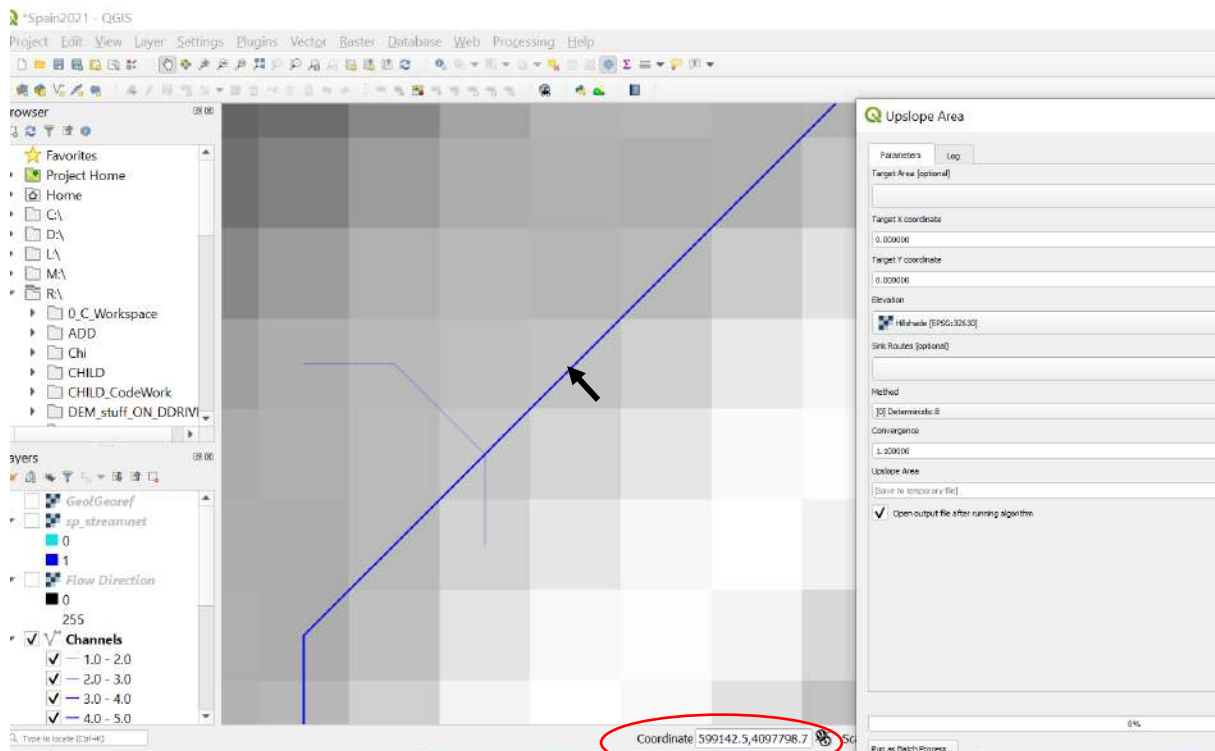 *Spain2021 - QGIS
Project Edit View Layer Settings Plugins Vector Raster Database Web Processing Help
rowser
Favorites
Project Home
Home
C:\
D:\
L:\
M:\
R:\
0_C_Workspace
ADD
Chi
CHILD
CHILD_CodeWork
DEM_stuff_ON_DDRIV
ayers
GeolGeoref
sp_streamnet
0
1
Flow Direction
0
255
Channels
1.0 - 2.0
2.0 - 3.0
3.0 - 4.0
4.0 - 5.0
Type to locate (Ctrl+K)
Coordinate 599142.5,4097798.7 Sc
Upslope Area
Parameters Log
Target Area [optional]
Target X coordinate
0.000000
Target Y coordinate
0.000000
Elevation
Hillshade [EPSG:32630]
Sink Routes [optional]
Method
[0] Deterministic 8
Convergence
1.100000
Upslope Area
[Save to temporary file]
Open output file after running algorithm
0%
Run as Batch Process